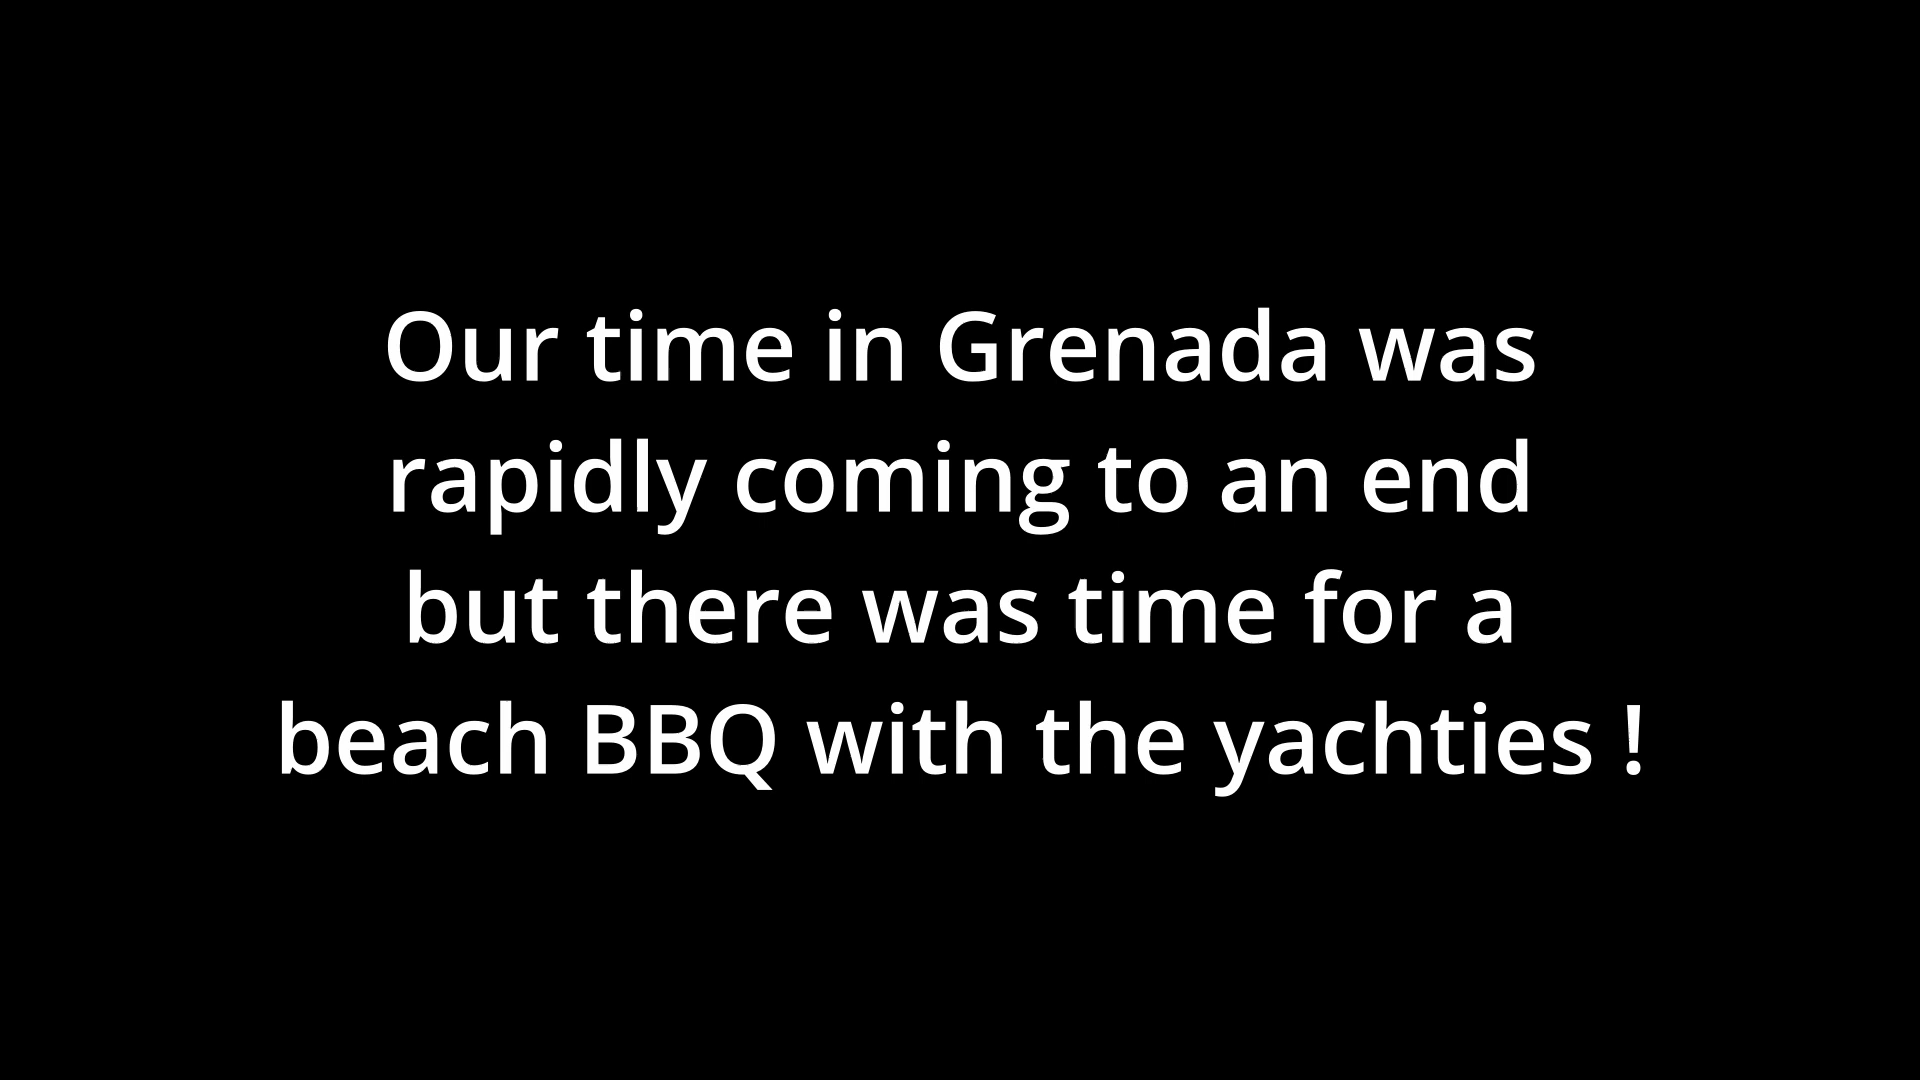 Our time in Grenada was
rapidly coming to an end
but there was time for a
beach BBQ with the yachties !